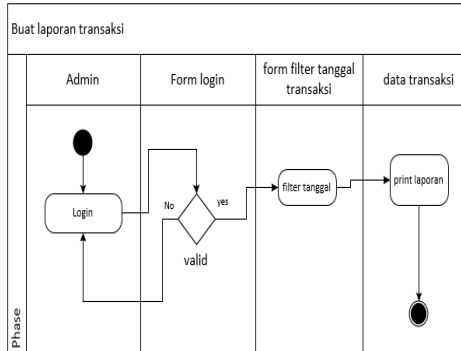 Buat laporan transaksi
Admin
Form login
form filter tanggal
transaksi
data transaksi
Login
No
yes
valid
filter tanggal
print laporan
Phase